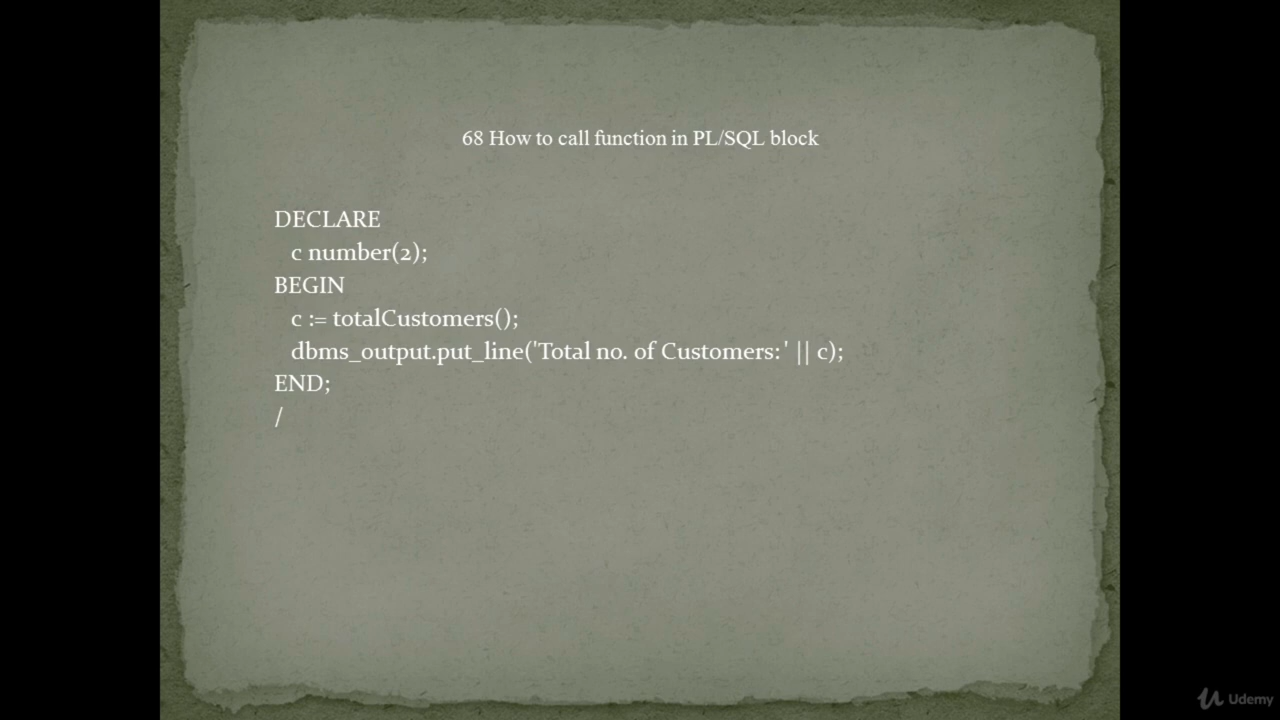 68 How to call function in PL/SQL block
DECLARE
c number(2);
BEGIN
c := totalCustomers();
dbms_output.put_line('Total no. of Customers: ' || c);
END;
/
Udemy